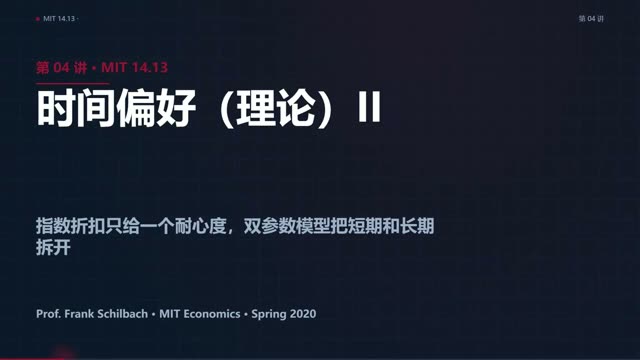 MIT 14.13 ·
第 04 讲
第 04 讲 • MIT 14.13
时间偏好（理论）II
指数折扣只给一个耐心度，双参数模型把短期和长期
拆开
Prof. Frank Schilbach • MIT Economics • Spring 2020